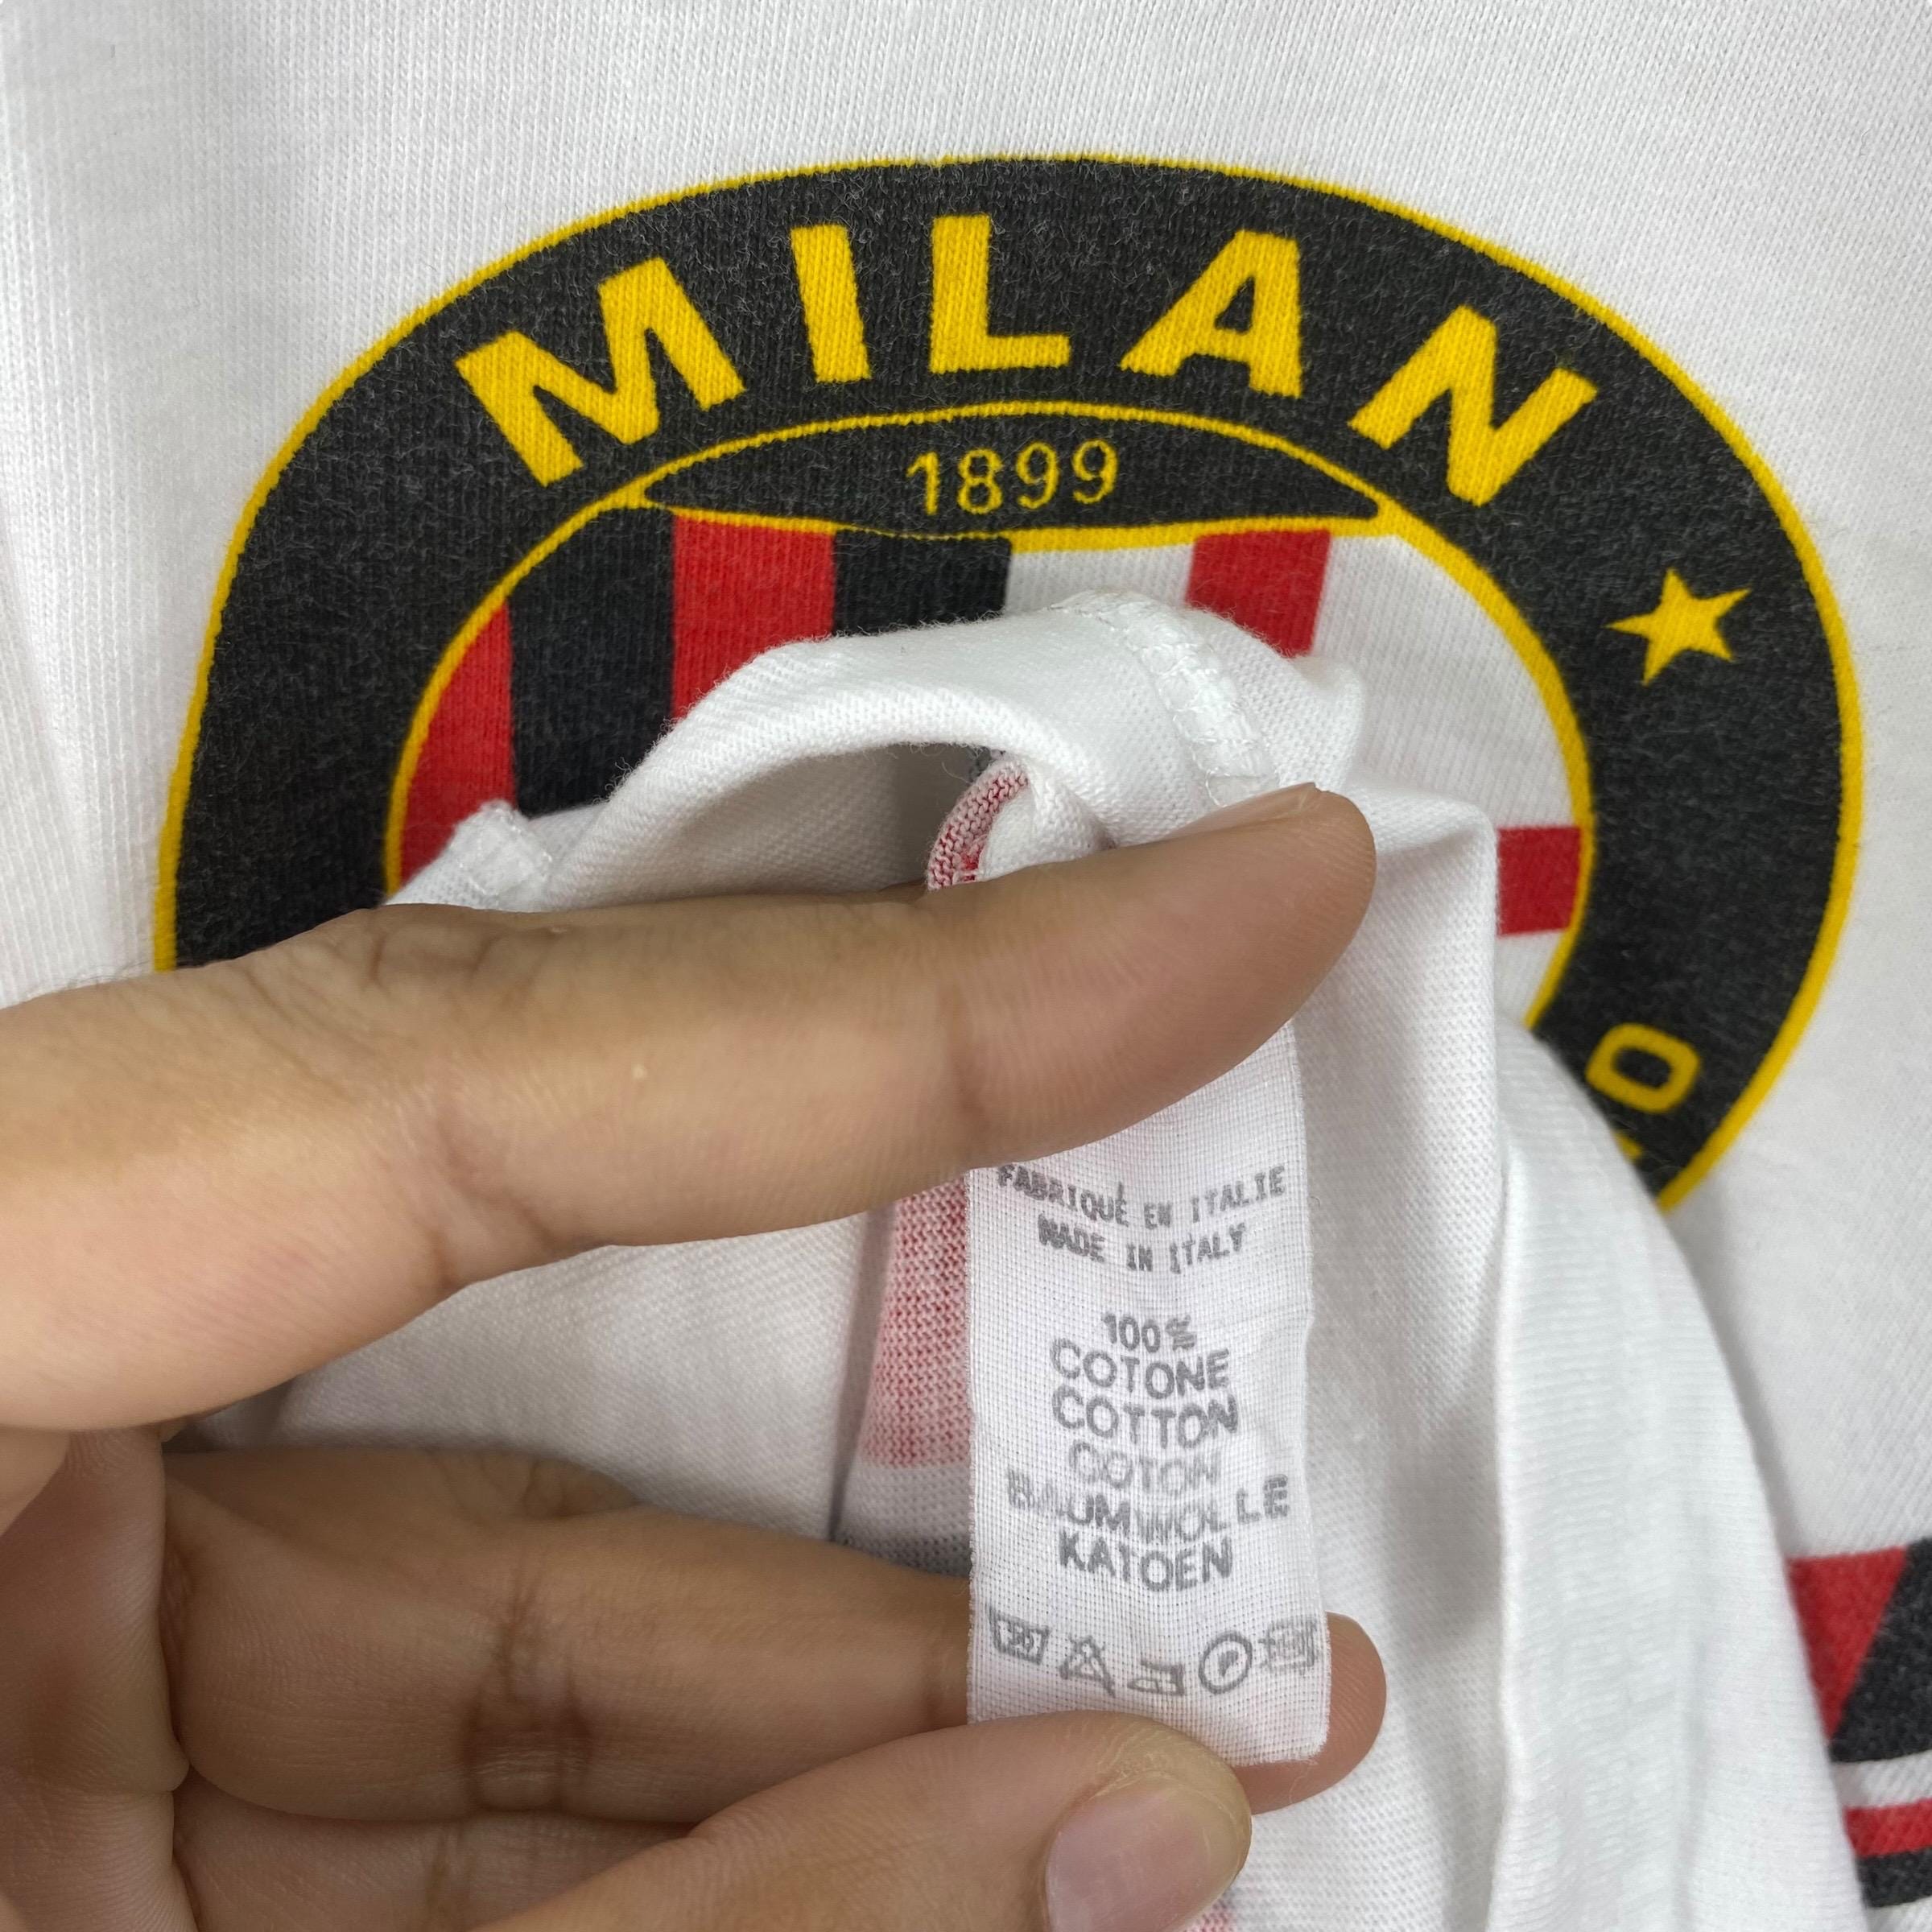 MILAN
1899
FABRIQUÉ EN ITALIE
MADE IN ITALY
100%
COTONE
COTTON
COTON
BAUMWOLLE
KATOEN